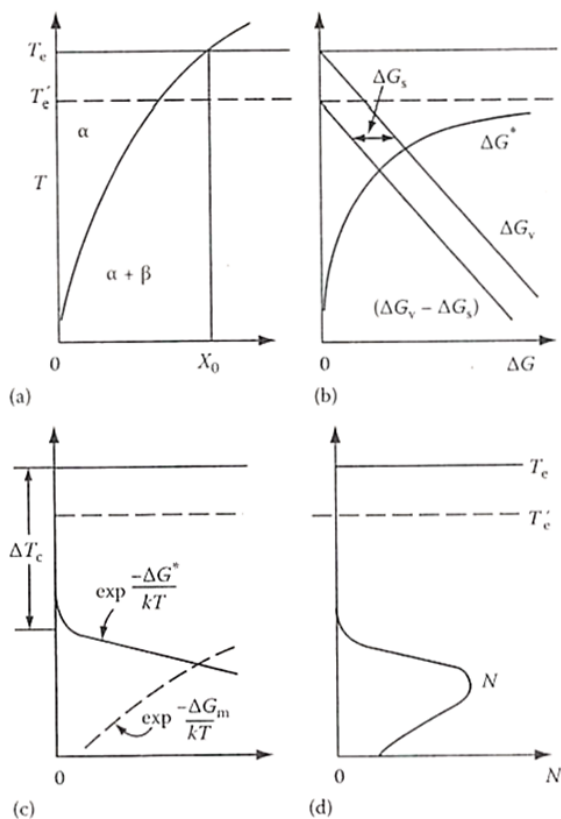 T_e
T_e′
α
T
α + β
0
X_0
(a)
ΔG_s
ΔG*
ΔG_v
(ΔG_v – ΔG_s)
0
ΔG
(b)
ΔT_c
exp −ΔG*/kT
exp −ΔG_m/kT
0
(c)
T_e
T_e′
N
0
N
(d)